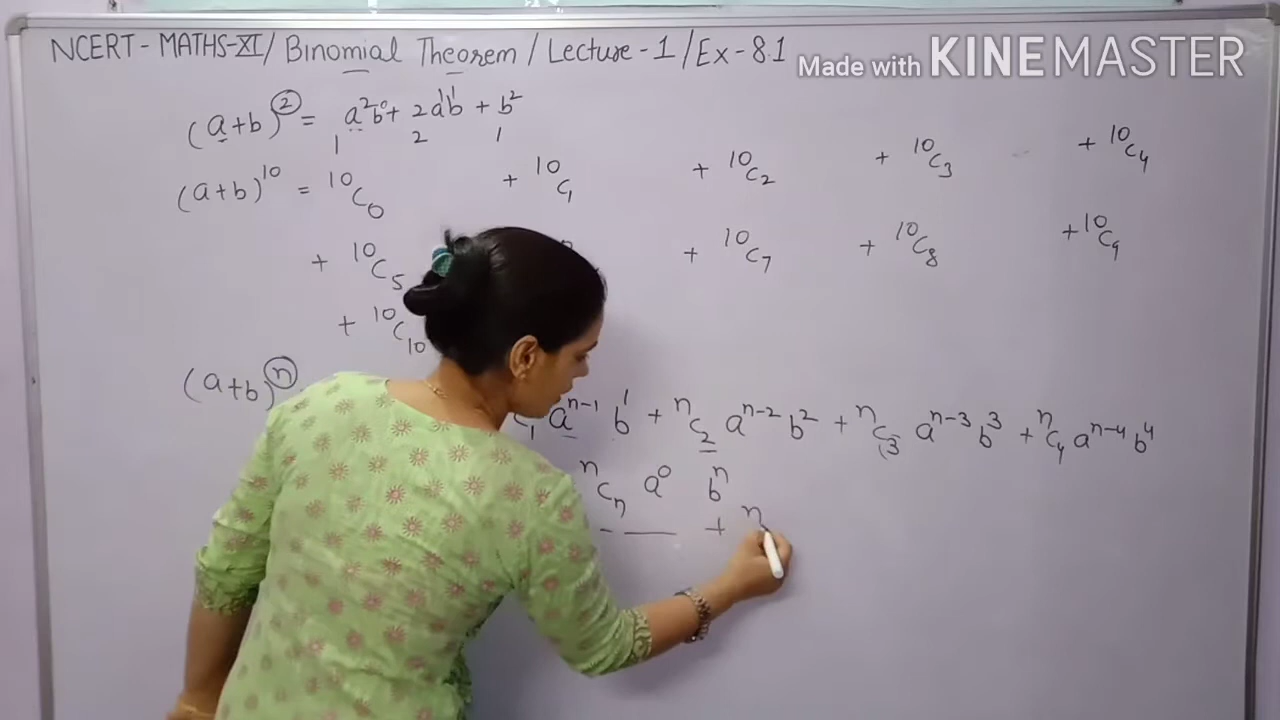 NCERT - MATHS-XI / Binomial Theorem / Lecture - 1 / Ex - 8.1
Made with KINEMASTER
(a+b)² = a²b⁰ + 2a¹b¹ + b²
1 2 1
(a+b)¹⁰ = ¹⁰C₀ + ¹⁰C₁ + ¹⁰C₂ + ¹⁰C₃ + ¹⁰C₄
+ ¹⁰C₅ + ¹⁰C₇ + ¹⁰C₈ + ¹⁰C₉
+ ¹⁰C₁₀
(a+b)ⁿ C₁ aⁿ⁻¹ b¹ + ⁿC₂ aⁿ⁻² b² + ⁿC₃ aⁿ⁻³ b³ + ⁿC₄ aⁿ⁻⁴ b⁴
ⁿCₙ a⁰ bⁿ
- — + n